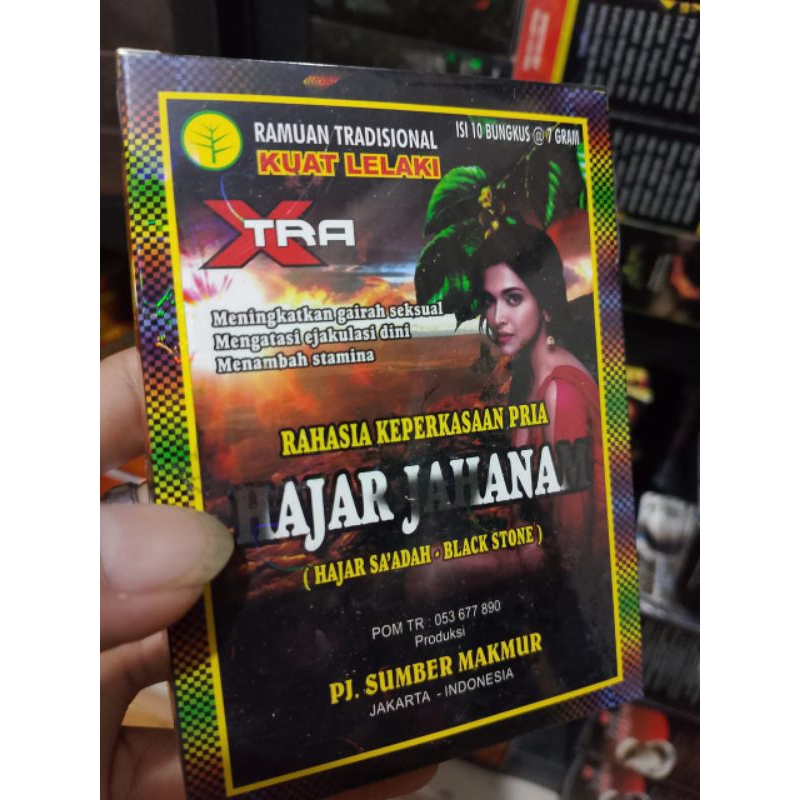 RAMUAN TRADISIONAL
ISI 10 BUNGKUS @ 7 GRAM
KUAT LELAKI
XTRA
Meningkatkan gairah seksual
Mengatasi ejakulasi dini
Menambah stamina
RAHASIA KEPERKASAAN PRIA
HAJAR JAHANAM
( HAJAR SA'ADAH - BLACK STONE )
POM TR : 053 677 890
Produksi
PJ. SUMBER MAKMUR
JAKARTA - INDONESIA